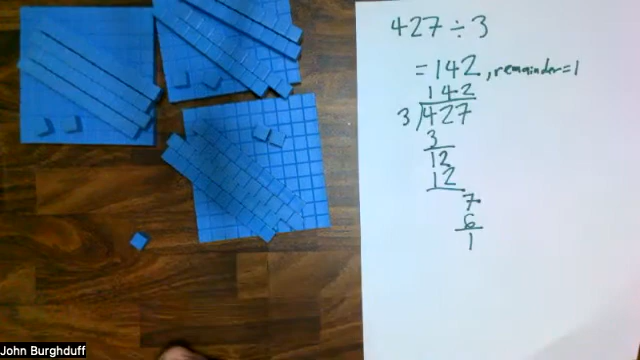 427 ÷ 3
= 142, remainder = 1
142
3)427
3
12
12
7
6
1
John Burghduff